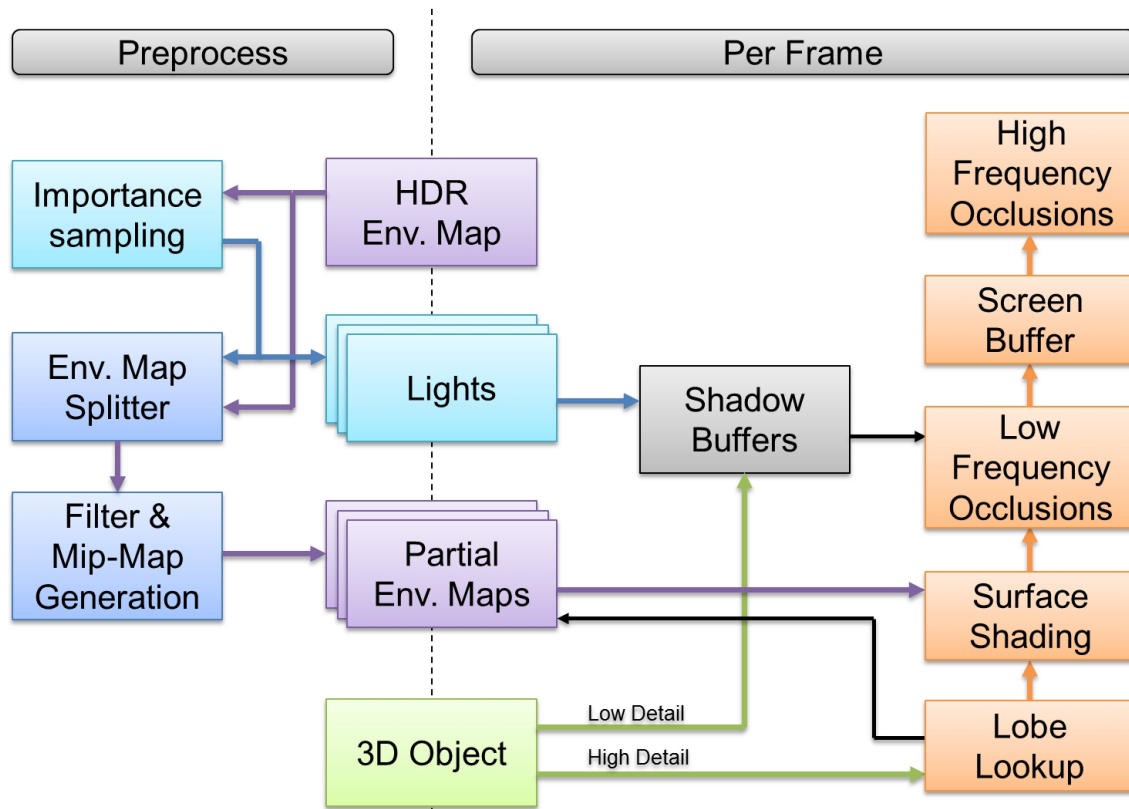 Preprocess
Per Frame
Importance
sampling
HDR
Env. Map
High
Frequency
Occlusions
Env. Map
Splitter
Lights
Shadow
Buffers
Screen
Buffer
Low
Frequency
Occlusions
Filter &
Mip-Map
Generation
Partial
Env. Maps
Surface
Shading
3D Object
Low Detail
High Detail
Lobe
Lookup